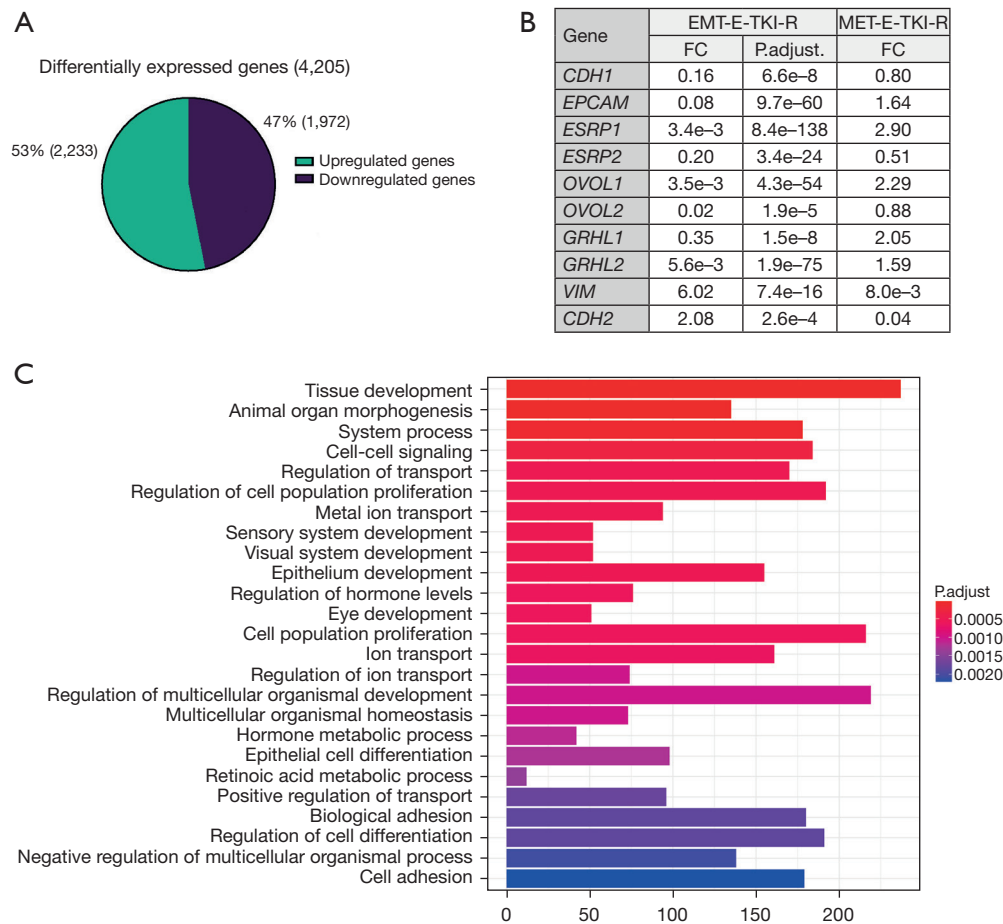 A
Differentially expressed genes (4,205)
47% (1,972)
53% (2,233)
Upregulated genes
Downregulated genes
B
Gene EMT-E-TKI-R MET-E-TKI-R
FC P.adjust. FC
CDH1 0.16 6.6e–8 0.80
EPCAM 0.08 9.7e–60 1.64
ESRP1 3.4e–3 8.4e–138 2.90
ESRP2 0.20 3.4e–24 0.51
OVOL1 3.5e–3 4.3e–54 2.29
OVOL2 0.02 1.9e–5 0.88
GRHL1 0.35 1.5e–8 2.05
GRHL2 5.6e–3 1.9e–75 1.59
VIM 6.02 7.4e–16 8.0e–3
CDH2 2.08 2.6e–4 0.04
C
Tissue development
Animal organ morphogenesis
System process
Cell-cell signaling
Regulation of transport
Regulation of cell population proliferation
Metal ion transport
Sensory system development
Visual system development
Epithelium development
Regulation of hormone levels
Eye development
Cell population proliferation
Ion transport
Regulation of ion transport
Regulation of multicellular organismal development
Multicellular organismal homeostasis
Hormone metabolic process
Epithelial cell differentiation
Retinoic acid metabolic process
Positive regulation of transport
Biological adhesion
Regulation of cell differentiation
Negative regulation of multicellular organismal process
Cell adhesion
0 50 100 150 200
P.adjust
0.0005
0.0010
0.0015
0.0020